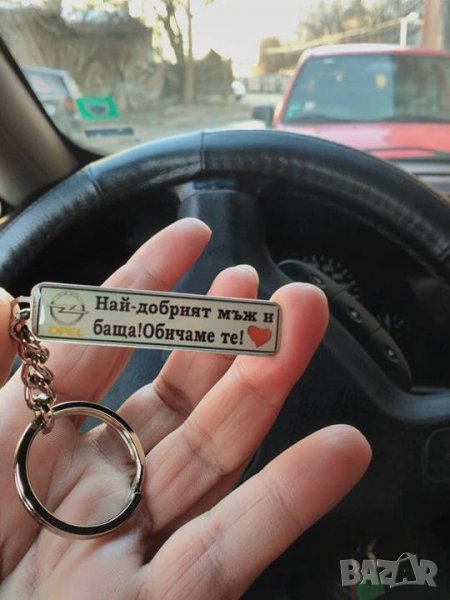 Най-добрият мъж и
баща!Обичаме те!
OPEL
BAZAR